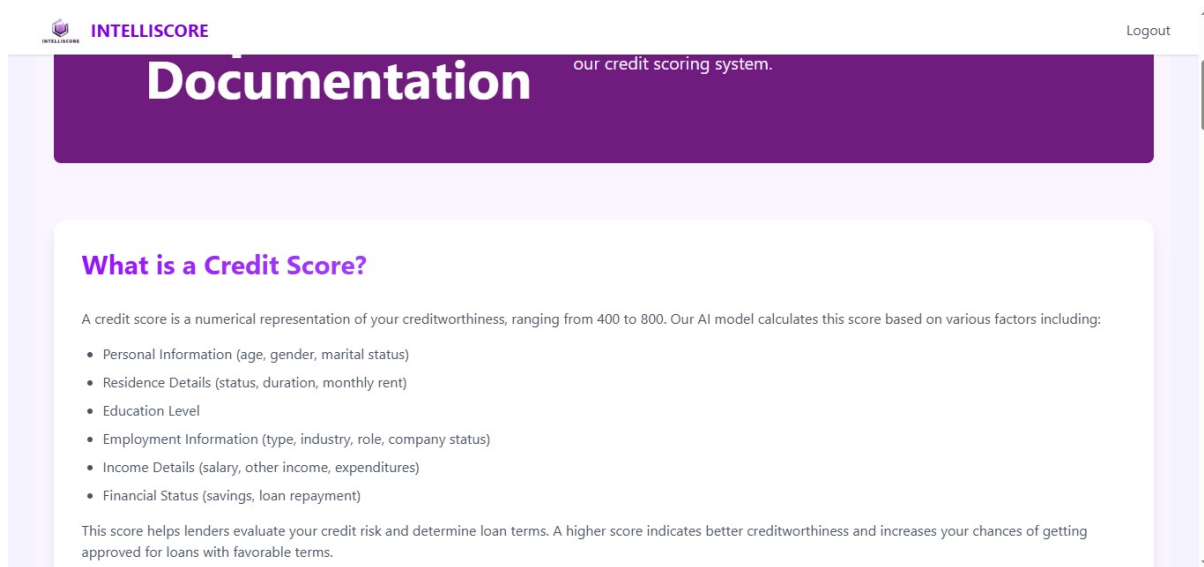 INTELLISCORE
INTELLISCORE
Logout
Documentation
our credit scoring system.
What is a Credit Score?
A credit score is a numerical representation of your creditworthiness, ranging from 400 to 800. Our AI model calculates this score based on various factors including:
• Personal Information (age, gender, marital status)
• Residence Details (status, duration, monthly rent)
• Education Level
• Employment Information (type, industry, role, company status)
• Income Details (salary, other income, expenditures)
• Financial Status (savings, loan repayment)
This score helps lenders evaluate your credit risk and determine loan terms. A higher score indicates better creditworthiness and increases your chances of getting
approved for loans with favorable terms.